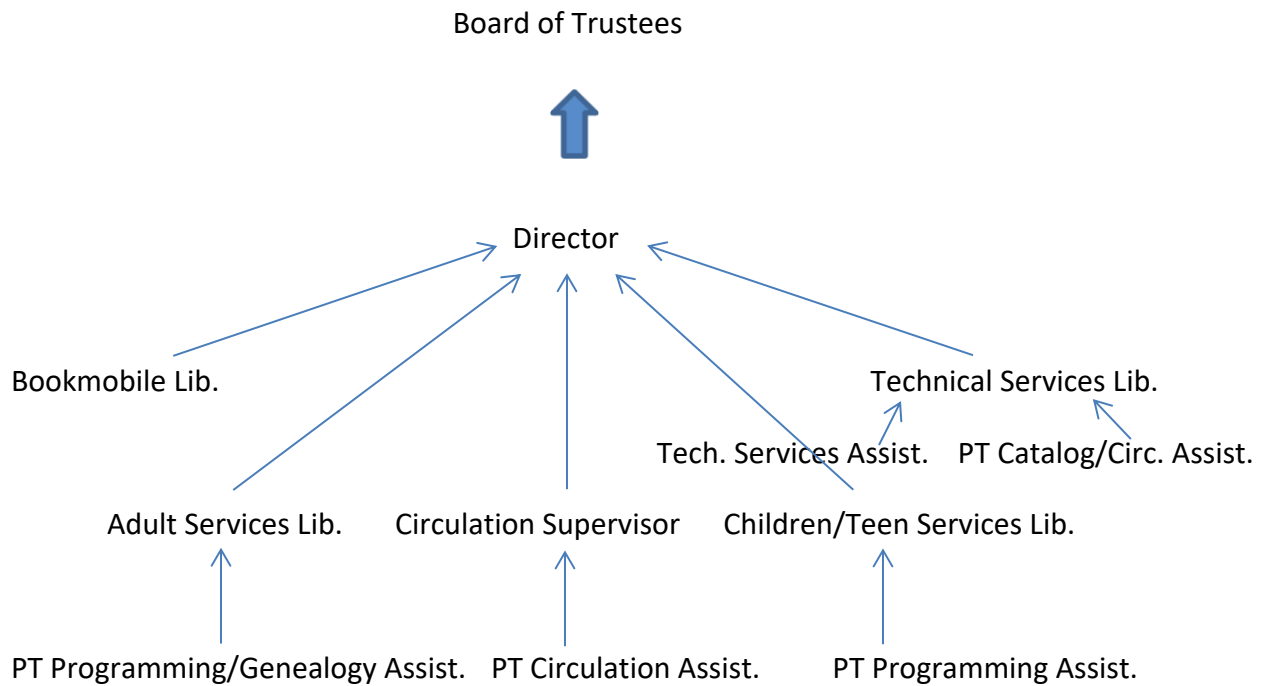 Board of Trustees
Director
Bookmobile Lib.
Technical Services Lib.
Tech. Services Assist.
PT Catalog/Circ. Assist.
Adult Services Lib.
Circulation Supervisor
Children/Teen Services Lib.
PT Programming/Genealogy Assist.
PT Circulation Assist.
PT Programming Assist.